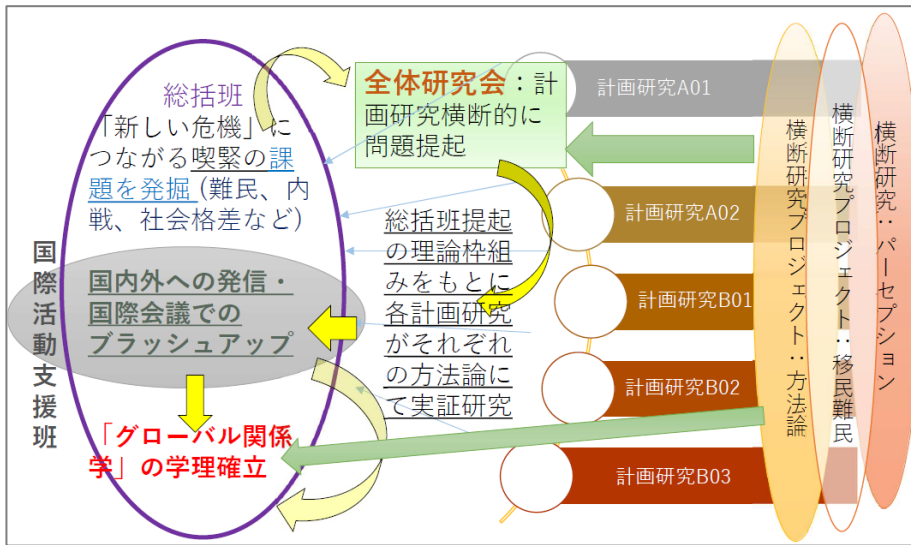 総括班
「新しい危機」に
つながる喫緊の課
題を発掘(難民、内
戦、社会格差など)
国際活動支援班
国内外への発信・
国際会議での
ブラッシュアップ
「グローバル関係
学」の学理確立
全体研究会:計
画研究横断的に
問題提起
総括班提起
の理論枠組
みをもとに
各計画研究
がそれぞれ
の方法論に
て実証研究
計画研究A01
計画研究A02
計画研究B01
計画研究B02
計画研究B03
横断研究プロジェクト:方法論
横断研究プロジェクト:移民難民
横断研究:パーセプション